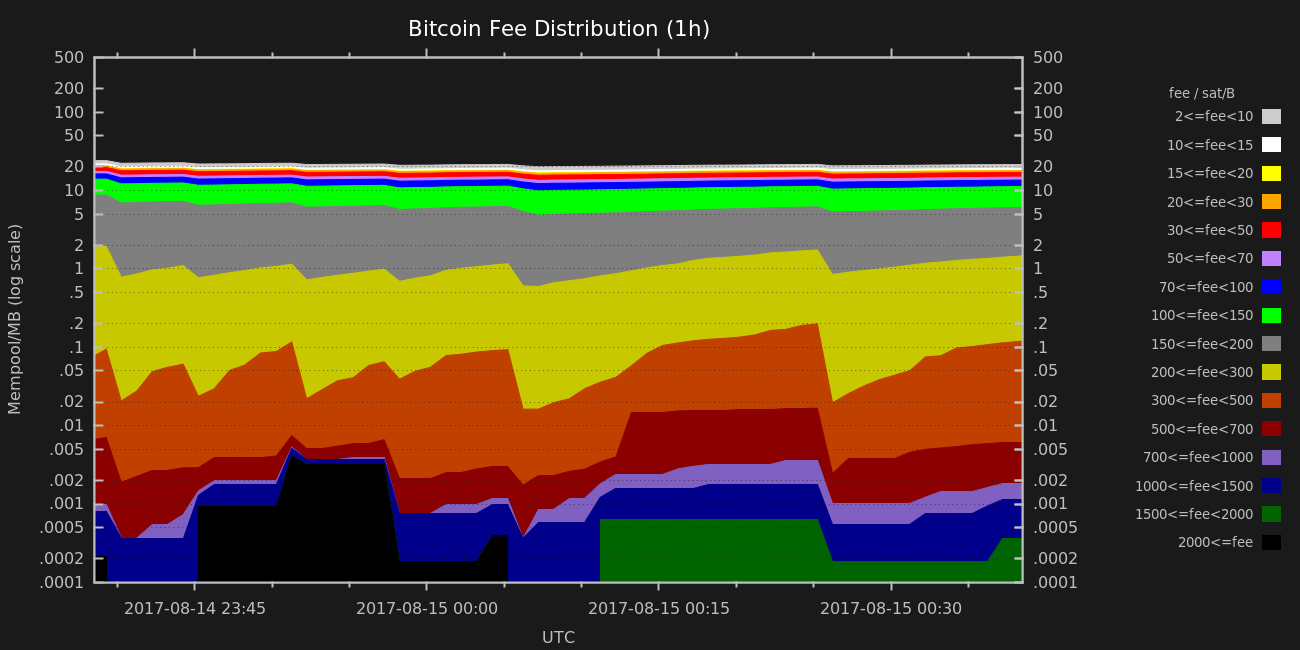 Bitcoin Fee Distribution (1h)
500
200
100
50
20
10
5
2
1
.5
.2
.1
.05
.02
.01
.005
.002
.001
.0005
.0002
.0001
Mempool/MB (log scale)
500
200
100
50
20
10
5
2
1
.5
.2
.1
.05
.02
.01
.005
.002
.001
.0005
.0002
.0001
2017-08-14 23:45
2017-08-15 00:00
2017-08-15 00:15
2017-08-15 00:30
UTC
fee / sat/B
2<=fee<10
10<=fee<15
15<=fee<20
20<=fee<30
30<=fee<50
50<=fee<70
70<=fee<100
100<=fee<150
150<=fee<200
200<=fee<300
300<=fee<500
500<=fee<700
700<=fee<1000
1000<=fee<1500
1500<=fee<2000
2000<=fee